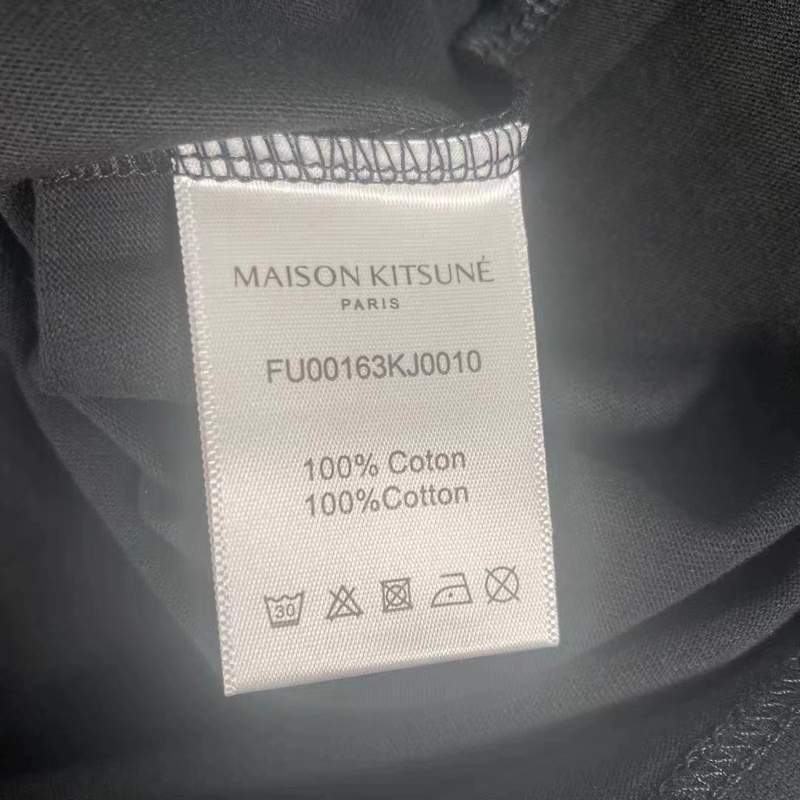 MAISON KITSUNÉ
PARIS
FU00163KJ0010
100% Coton
100%Cotton
30